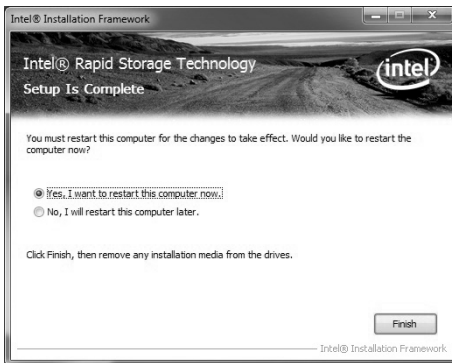 Intel® Installation Framework
Intel® Rapid Storage Technology
Setup Is Complete
intel
You must restart this computer for the changes to take effect. Would you like to restart the
computer now?
Yes, I want to restart this computer now.
No, I will restart this computer later.
Click Finish, then remove any installation media from the drives.
Finish
Intel® Installation Framework